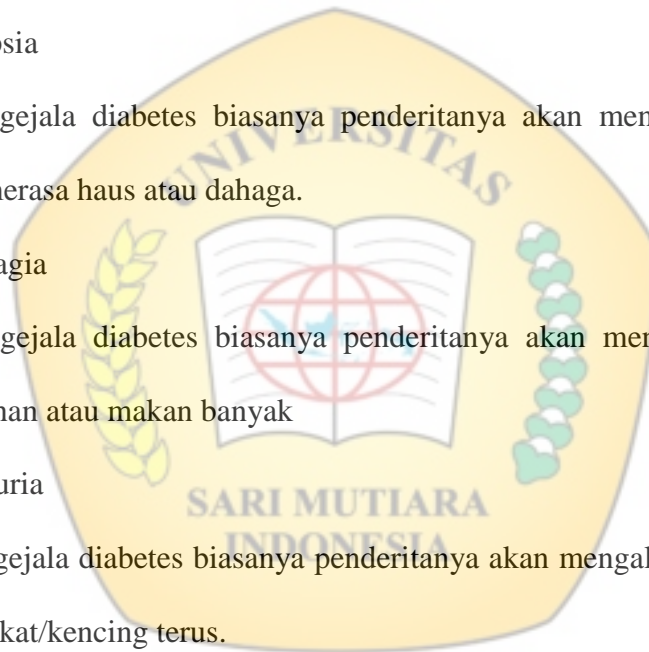 osia
gejala diabetes biasanya penderitanya akan men
nerasa haus atau dahaga.
agia
gejala diabetes biasanya penderitanya akan men
nan atau makan banyak
uria
gejala diabetes biasanya penderitanya akan mengal
kat/kencing terus.
UNIVERSITAS
SARI MUTIARA
INDONESIA